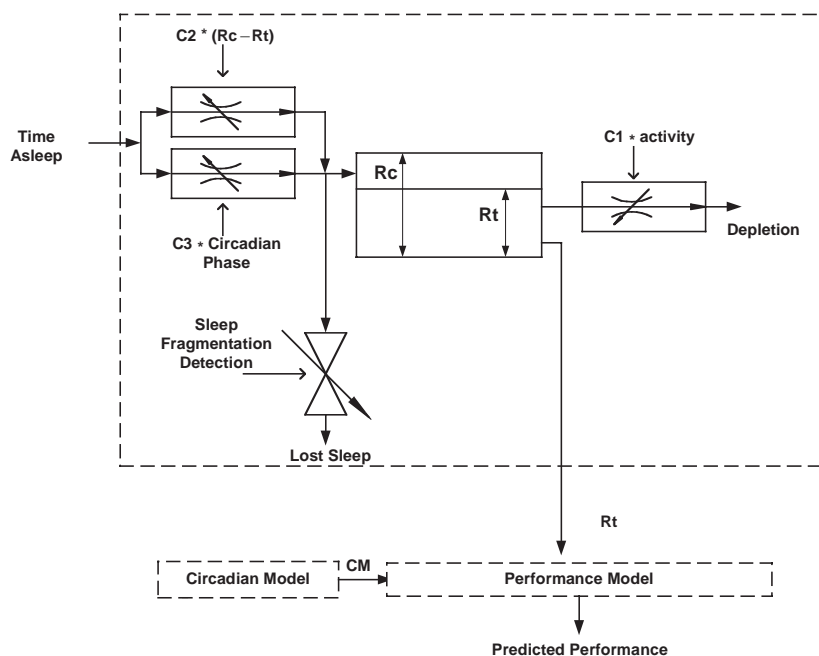 C2 * (Rc – Rt)
Time
Asleep
C3 * Circadian
Phase
Rc
Rt
C1 * activity
Depletion
Sleep
Fragmentation
Detection
Lost Sleep
Rt
Circadian Model
CM
Performance Model
Predicted Performance